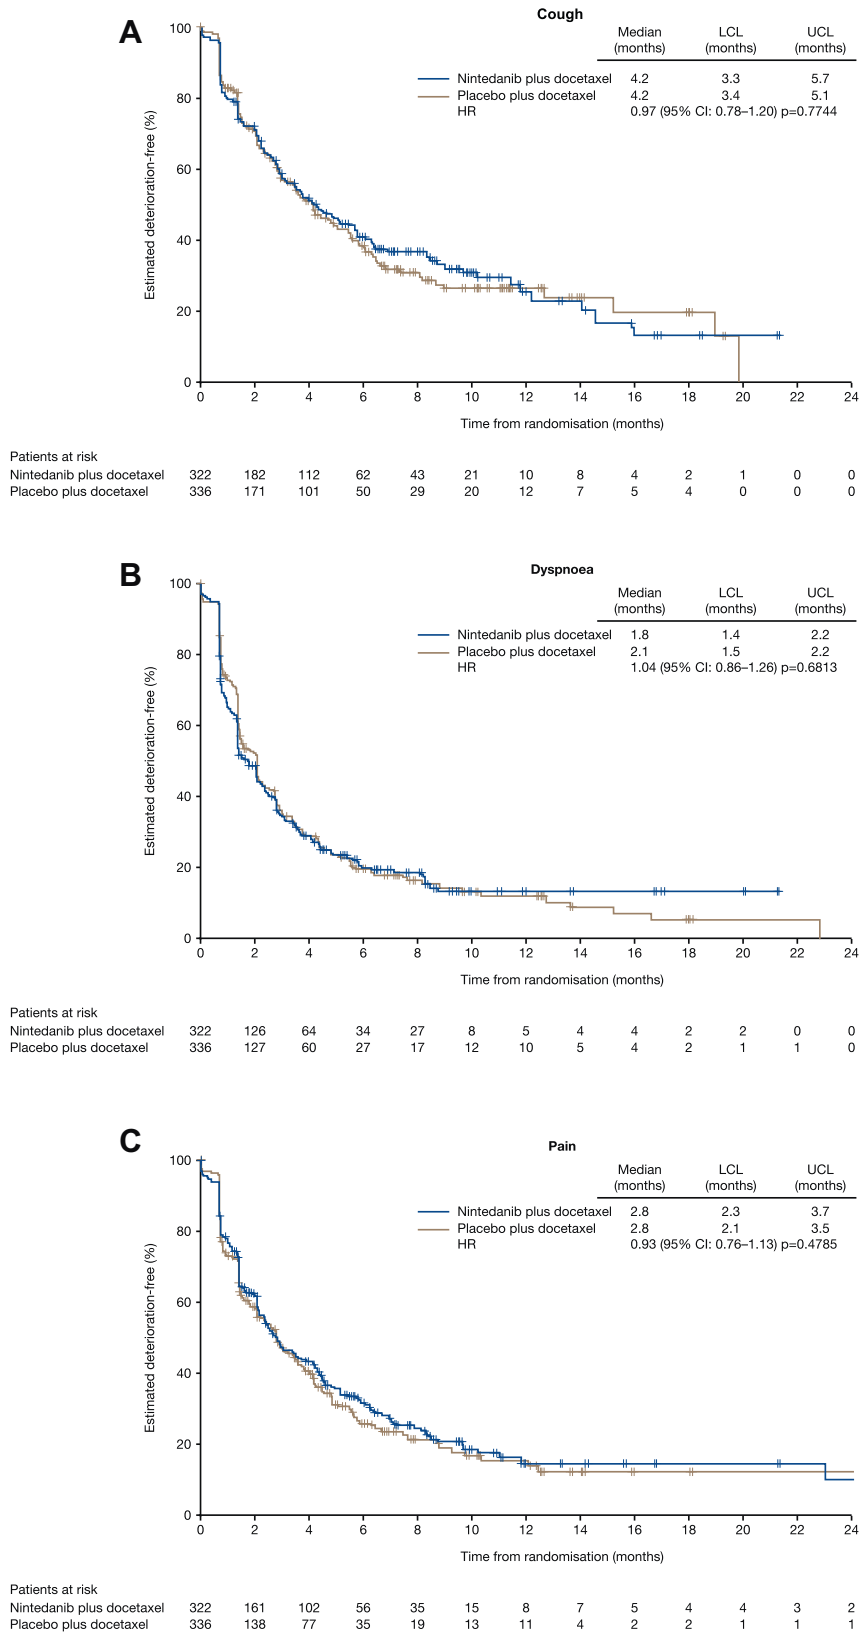 A
Cough
Median LCL UCL
(months) (months) (months)
Nintedanib plus docetaxel 4.2 3.3 5.7
Placebo plus docetaxel 4.2 3.4 5.1
HR 0.97 (95% CI: 0.78–1.20) p=0.7744
Estimated deterioration-free (%)
100
80
60
40
20
0
0 2 4 6 8 10 12 14 16 18 20 22 24
Time from randomisation (months)
Patients at risk
Nintedanib plus docetaxel 322 182 112 62 43 21 10 8 4 2 1 0 0
Placebo plus docetaxel 336 171 101 50 29 20 12 7 5 4 0 0 0
B
Dyspnoea
Median LCL UCL
(months) (months) (months)
Nintedanib plus docetaxel 1.8 1.4 2.2
Placebo plus docetaxel 2.1 1.5 2.2
HR 1.04 (95% CI: 0.86–1.26) p=0.6813
Estimated deterioration-free (%)
100
80
60
40
20
0
0 2 4 6 8 10 12 14 16 18 20 22 24
Time from randomisation (months)
Patients at risk
Nintedanib plus docetaxel 322 126 64 34 27 8 5 4 4 2 2 0 0
Placebo plus docetaxel 336 127 60 27 17 12 10 5 4 2 1 1 0
C
Pain
Median LCL UCL
(months) (months) (months)
Nintedanib plus docetaxel 2.8 2.3 3.7
Placebo plus docetaxel 2.8 2.1 3.5
HR 0.93 (95% CI: 0.76–1.13) p=0.4785
Estimated deterioration-free (%)
100
80
60
40
20
0
0 2 4 6 8 10 12 14 16 18 20 22 24
Time from randomisation (months)
Patients at risk
Nintedanib plus docetaxel 322 161 102 56 35 15 8 7 5 4 4 3 2
Placebo plus docetaxel 336 138 77 35 19 13 11 4 2 2 1 1 1